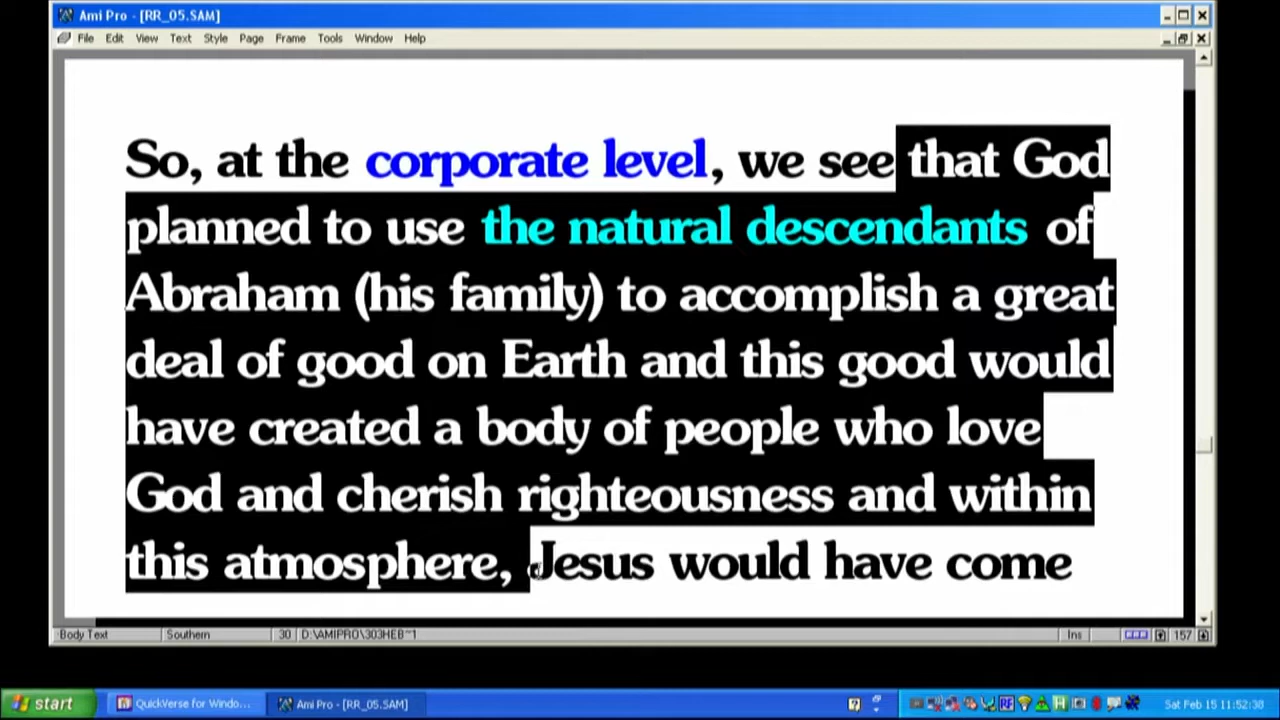 Ami Pro - [RR_05.SAM]
File Edit View Text Style Page Frame Tools Window Help
So, at the corporate level, we see that God
planned to use the natural descendants of
Abraham (his family) to accomplish a great
deal of good on Earth and this good would
have created a body of people who love
God and cherish righteousness and within
this atmosphere, Jesus would have come
Body Text Southern 30 D:\AMIPRO\303HEB~1 Ins 157
start QuickVerse for Windo... Ami Pro - [RR_05.SAM] ? RF H Sat Feb 15 11:52:38